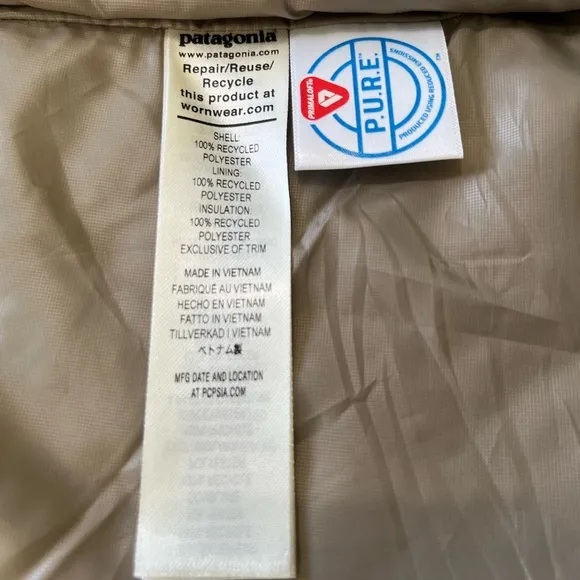 patagonia
www.patagonia.com
Repair/Reuse/
Recycle
this product at
wornwear.com
SHELL:
100% RECYCLED
POLYESTER
LINING:
100% RECYCLED
POLYESTER
INSULATION:
100% RECYCLED
POLYESTER
EXCLUSIVE OF TRIM
MADE IN VIETNAM
FABRIQUÉ AU VIETNAM
HECHO EN VIETNAM
FATTO IN VIETNAM
TILLVERKAD I VIETNAM
ベトナム製
MFG DATE AND LOCATION
AT PCPSIA.COM
PRIMALOFT®
P.U.R.E.™
PRODUCED USING REDUCED EMISSIONS
™